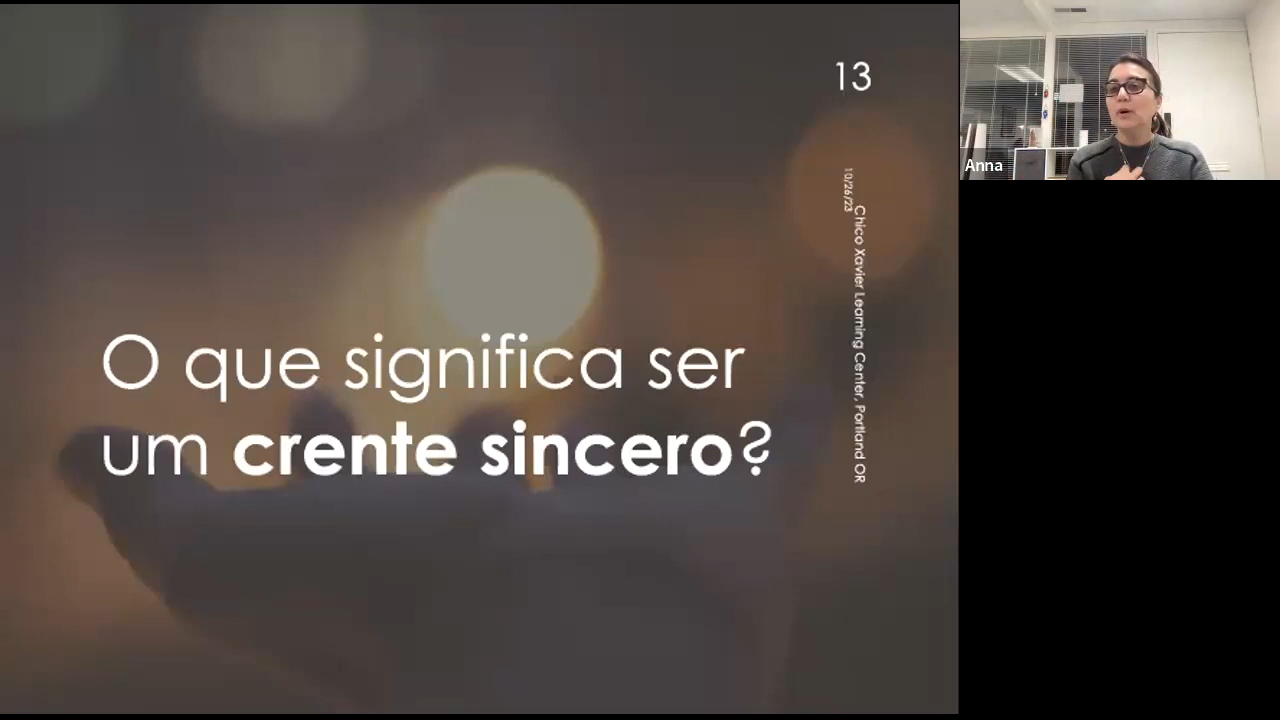 13
10/26/23
Chico Xavier Learning Center, Portland OR
O que significa ser
um crente sincero?
Anna